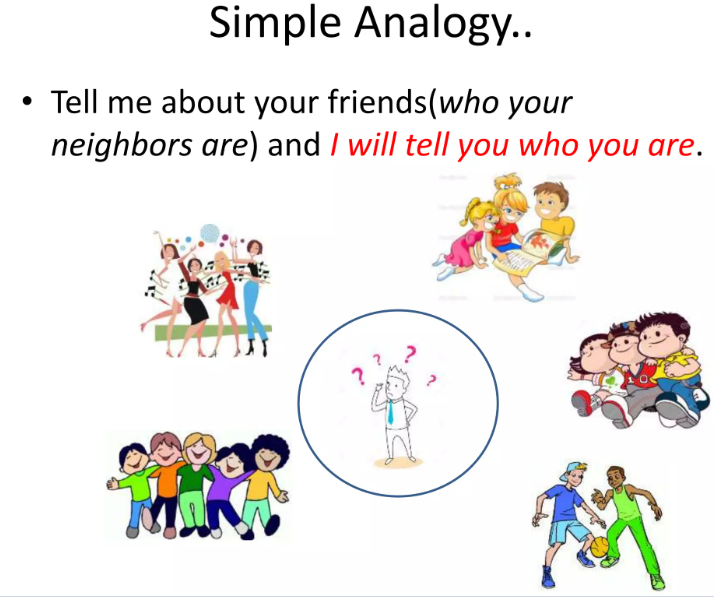 Simple Analogy..
• Tell me about your friends(who your
neighbors are) and I will tell you who you are.
? ? ? ?